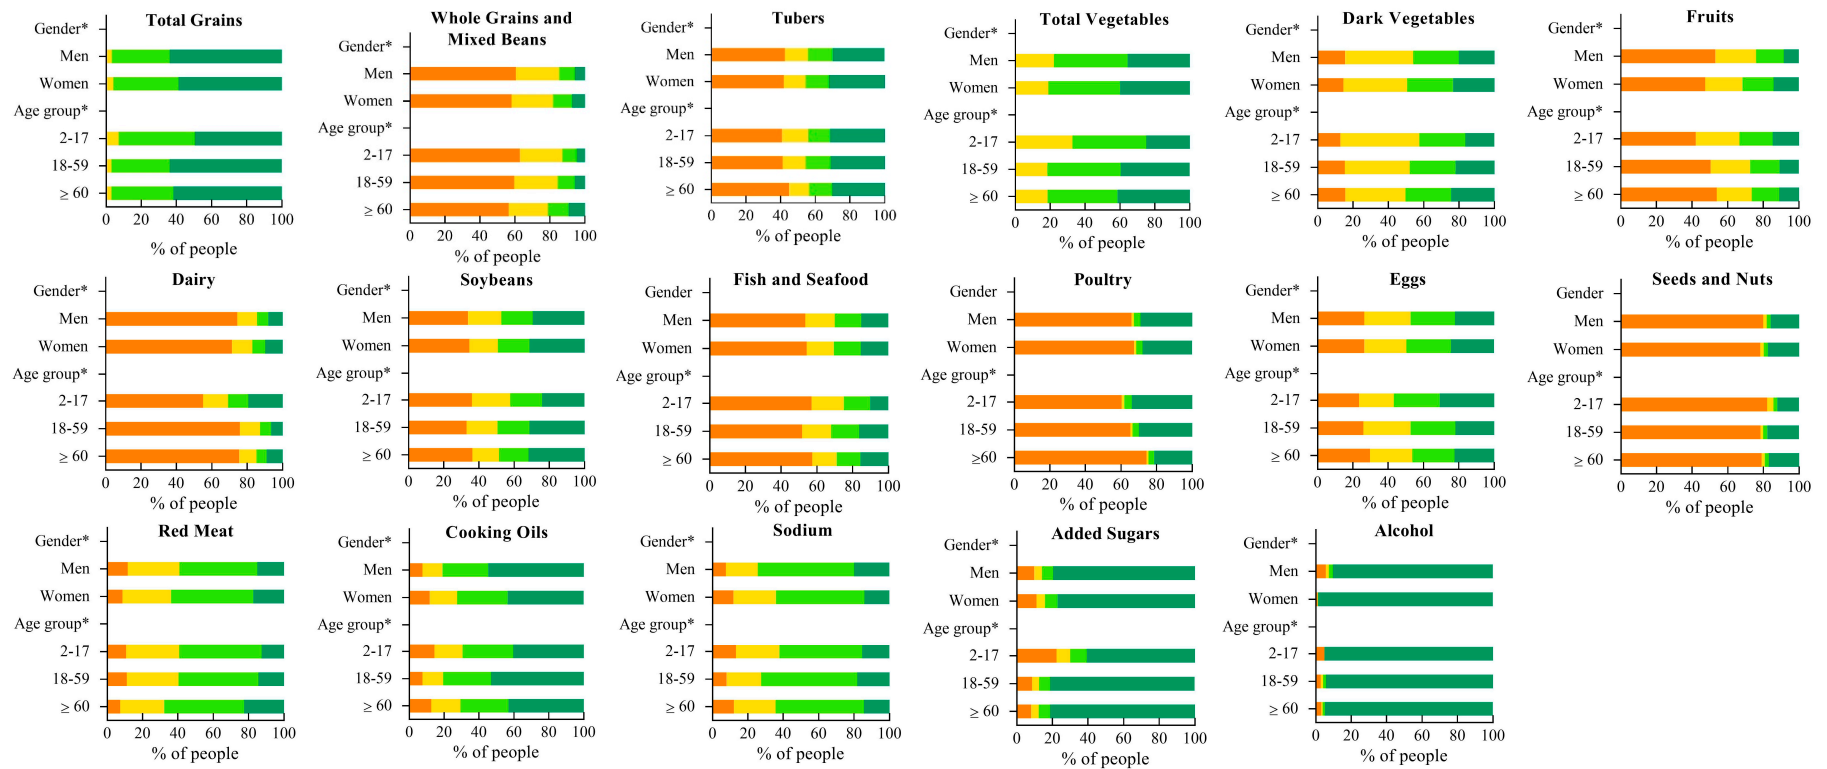 Total Grains
Gender*
Men
Women
Age group*
2-17
18-59
≥ 60
0 20 40 60 80 100
% of people
Whole Grains and
Mixed Beans
Gender*
Men
Women
Age group*
2-17
18-59
≥ 60
0 20 40 60 80 100
% of people
Tubers
Gender*
Men
Women
Age group*
2-17
18-59
≥ 60
0 20 40 60 80 100
% of people
Total Vegetables
Gender*
Men
Women
Age group*
2-17
18-59
≥ 60
0 20 40 60 80 100
% of people
Dark Vegetables
Gender*
Men
Women
Age group*
2-17
18-59
≥ 60
0 20 40 60 80 100
% of people
Fruits
Gender*
Men
Women
Age group*
2-17
18-59
≥ 60
0 20 40 60 80 100
% of people
Dairy
Gender*
Men
Women
Age group*
2-17
18-59
≥ 60
0 20 40 60 80 100
% of people
Soybeans
Gender*
Men
Women
Age group*
2-17
18-59
≥ 60
0 20 40 60 80 100
% of people
Fish and Seafood
Gender
Men
Women
Age group*
2-17
18-59
≥ 60
0 20 40 60 80 100
% of people
Poultry
Gender
Men
Women
Age group*
2-17
18-59
≥60
0 20 40 60 80 100
% of people
Eggs
Gender*
Men
Women
Age group*
2-17
18-59
≥ 60
0 20 40 60 80 100
% of people
Seeds and Nuts
Gender
Men
Women
Age group*
2-17
18-59
≥ 60
0 20 40 60 80 100
% of people
Red Meat
Gender*
Men
Women
Age group*
2-17
18-59
≥ 60
0 20 40 60 80 100
% of people
Cooking Oils
Gender*
Men
Women
Age group*
2-17
18-59
≥ 60
0 20 40 60 80 100
% of people
Sodium
Gender*
Men
Women
Age group*
2-17
18-59
≥ 60
0 20 40 60 80 100
% of people
Added Sugars
Gender*
Men
Women
Age group*
2-17
18-59
≥ 60
0 20 40 60 80 100
% of people
Alcohol
Gender*
Men
Women
Age group*
2-17
18-59
≥ 60
0 20 40 60 80 100
% of people